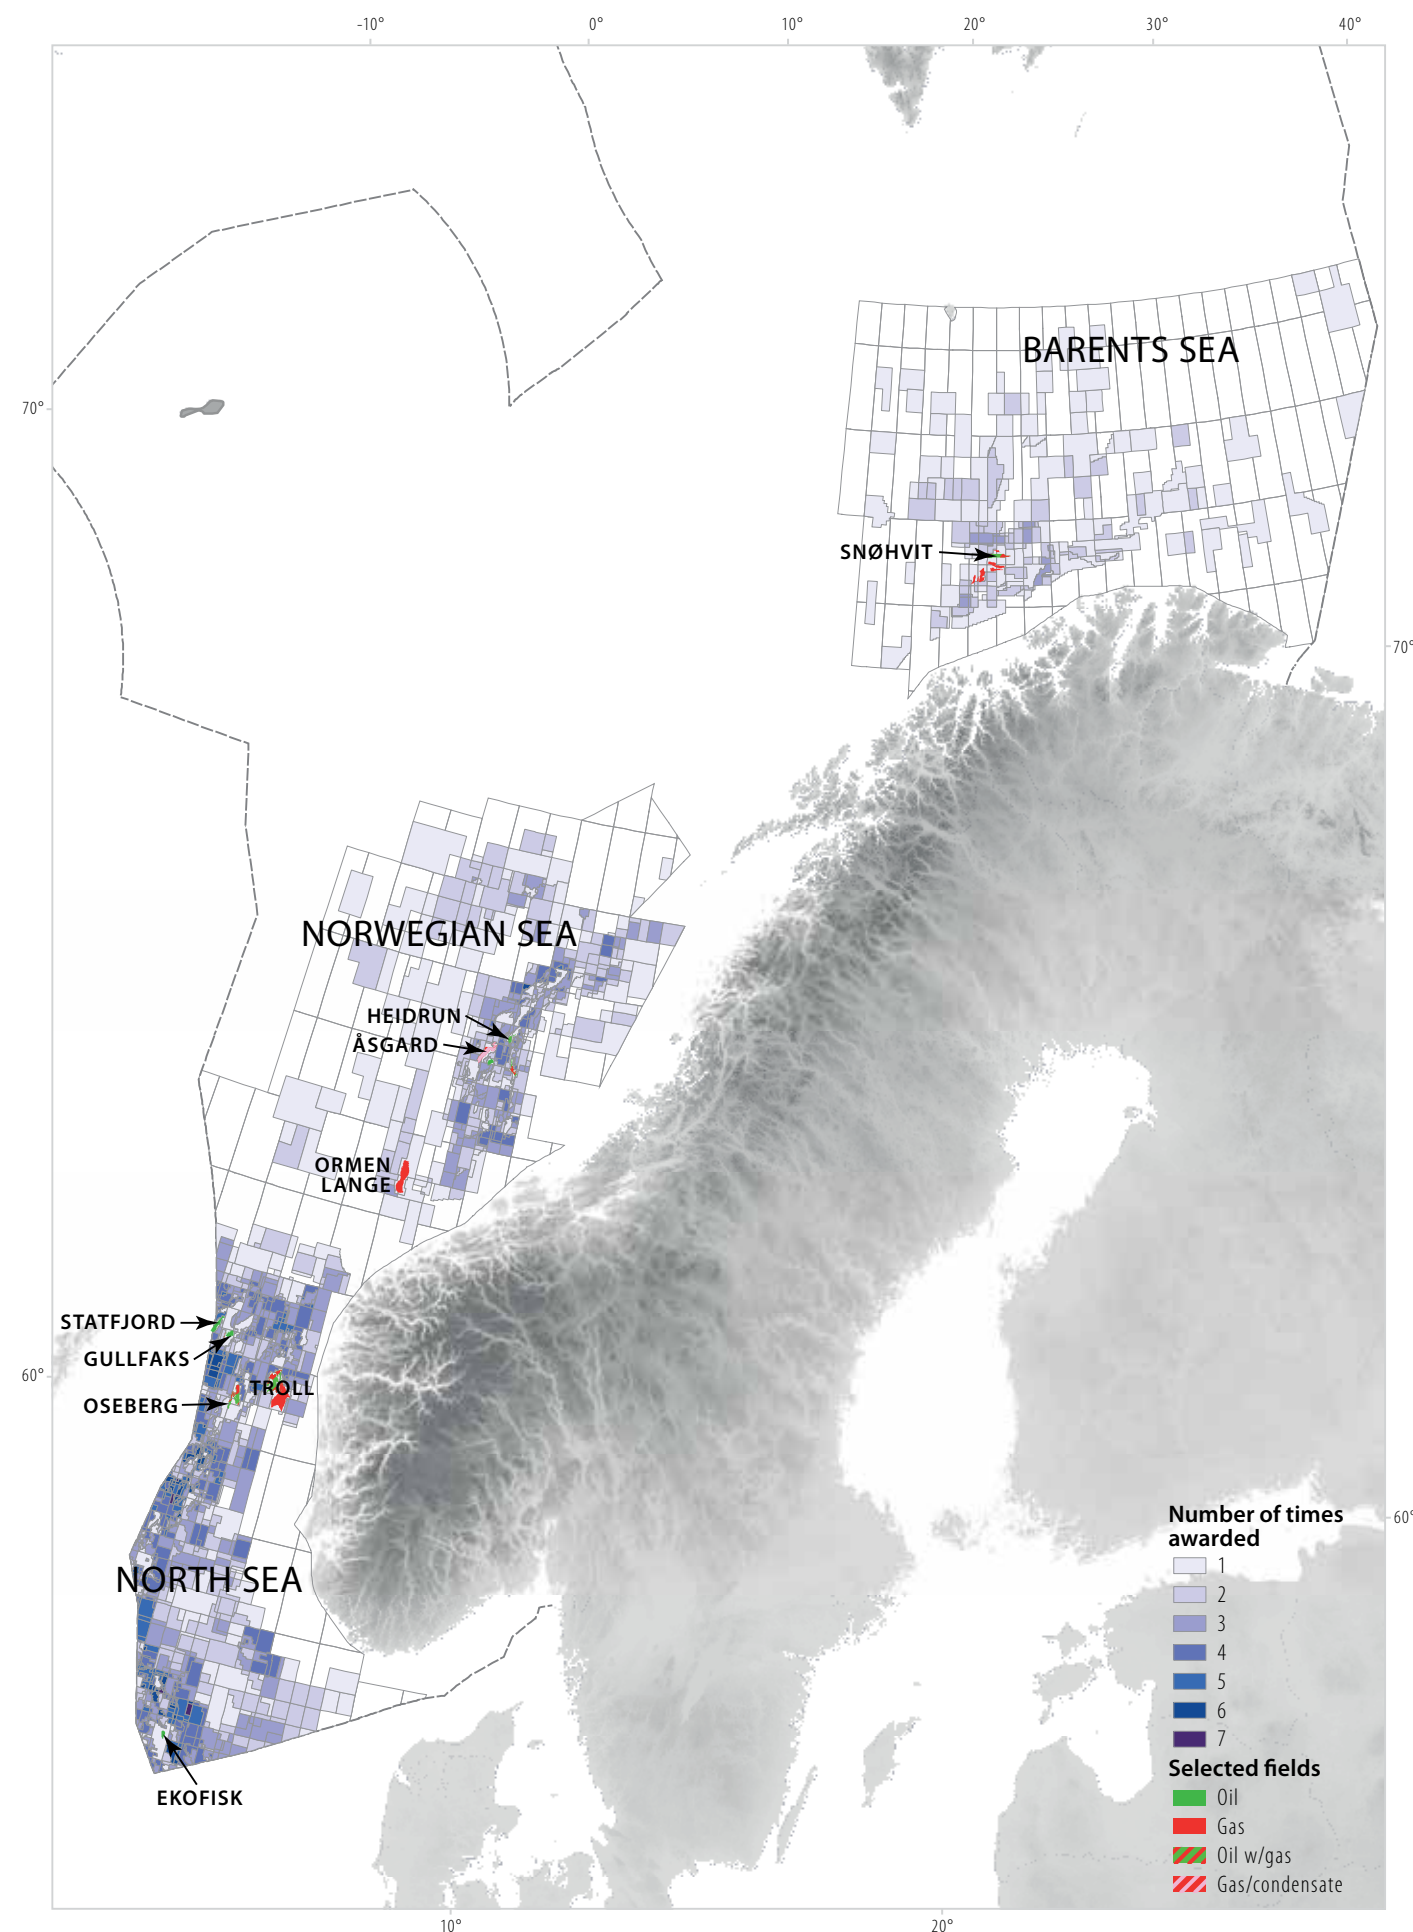 -10°
0°
10°
20°
30°
40°
BARENTS SEA
70°
SNØHVIT
70°
NORWEGIAN SEA
HEIDRUN
ÅSGARD
ORMEN
LANGE
STATFJORD
GULLFAKS
60°
TROLL
OSEBERG
NORTH SEA
EKOFISK
60°
Number of times
awarded
1
2
3
4
5
6
7
Selected fields
Oil
Gas
Oil w/gas
Gas/condensate
10°
20°